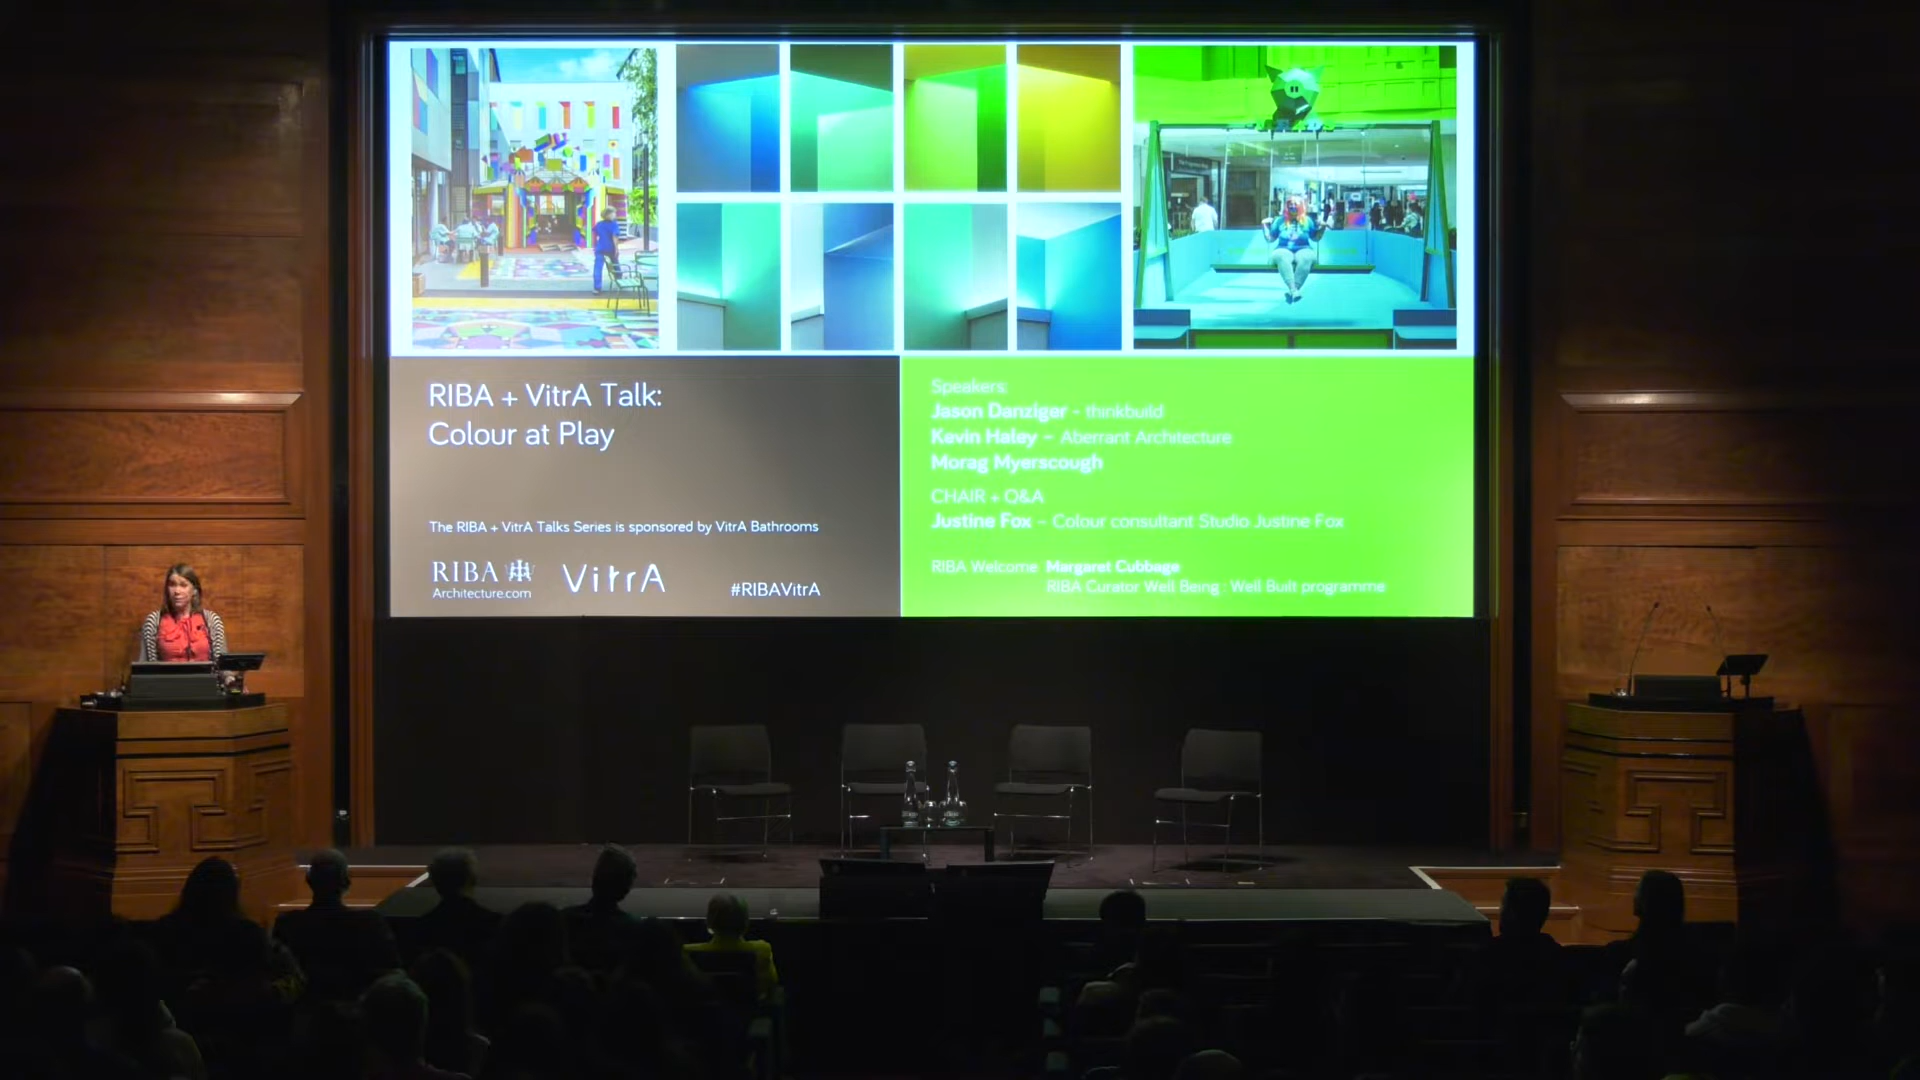 RIBA + VitrA Talk:
Colour at Play
The RIBA + VitrA Talks Series is sponsored by VitrA Bathrooms
RIBA
Architecture.com
VitrA
#RIBAVitrA
Speakers:
Jason Danziger - thinkbuild
Kevin Haley – Aberrant Architecture
Morag Myerscough
CHAIR + Q&A
Justine Fox – Colour consultant Studio Justine Fox
RIBA Welcome: Margaret Cubbage
RIBA Curator Well Being : Well Built programme